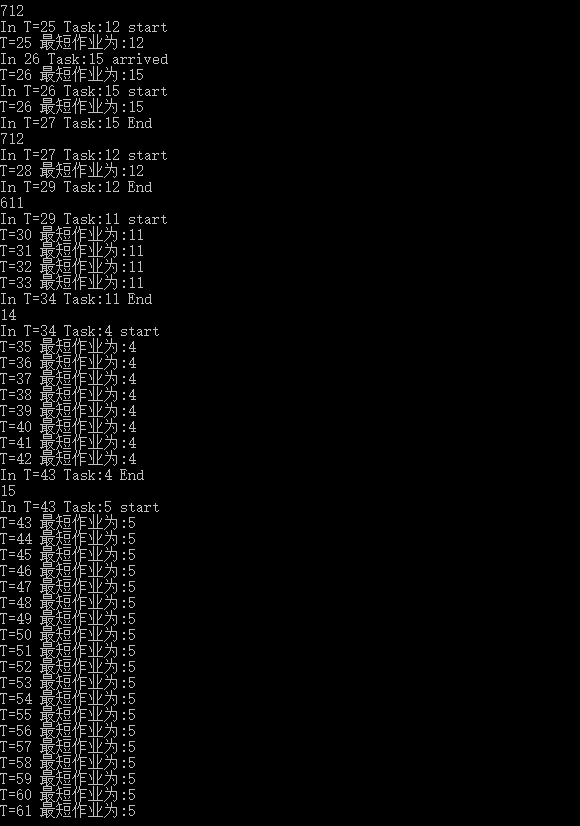 712
In T=25 Task:12 start
T=25 最短作业为:12
In 26 Task:15 arrived
T=26 最短作业为:15
In T=26 Task:15 start
T=26 最短作业为:15
In T=27 Task:15 End
712
In T=27 Task:12 start
T=28 最短作业为:12
In T=29 Task:12 End
611
In T=29 Task:11 start
T=30 最短作业为:11
T=31 最短作业为:11
T=32 最短作业为:11
T=33 最短作业为:11
In T=34 Task:11 End
14
In T=34 Task:4 start
T=35 最短作业为:4
T=36 最短作业为:4
T=37 最短作业为:4
T=38 最短作业为:4
T=39 最短作业为:4
T=40 最短作业为:4
T=41 最短作业为:4
T=42 最短作业为:4
In T=43 Task:4 End
15
In T=43 Task:5 start
T=43 最短作业为:5
T=44 最短作业为:5
T=45 最短作业为:5
T=46 最短作业为:5
T=47 最短作业为:5
T=48 最短作业为:5
T=49 最短作业为:5
T=50 最短作业为:5
T=51 最短作业为:5
T=52 最短作业为:5
T=53 最短作业为:5
T=54 最短作业为:5
T=55 最短作业为:5
T=56 最短作业为:5
T=57 最短作业为:5
T=58 最短作业为:5
T=59 最短作业为:5
T=60 最短作业为:5
T=61 最短作业为:5